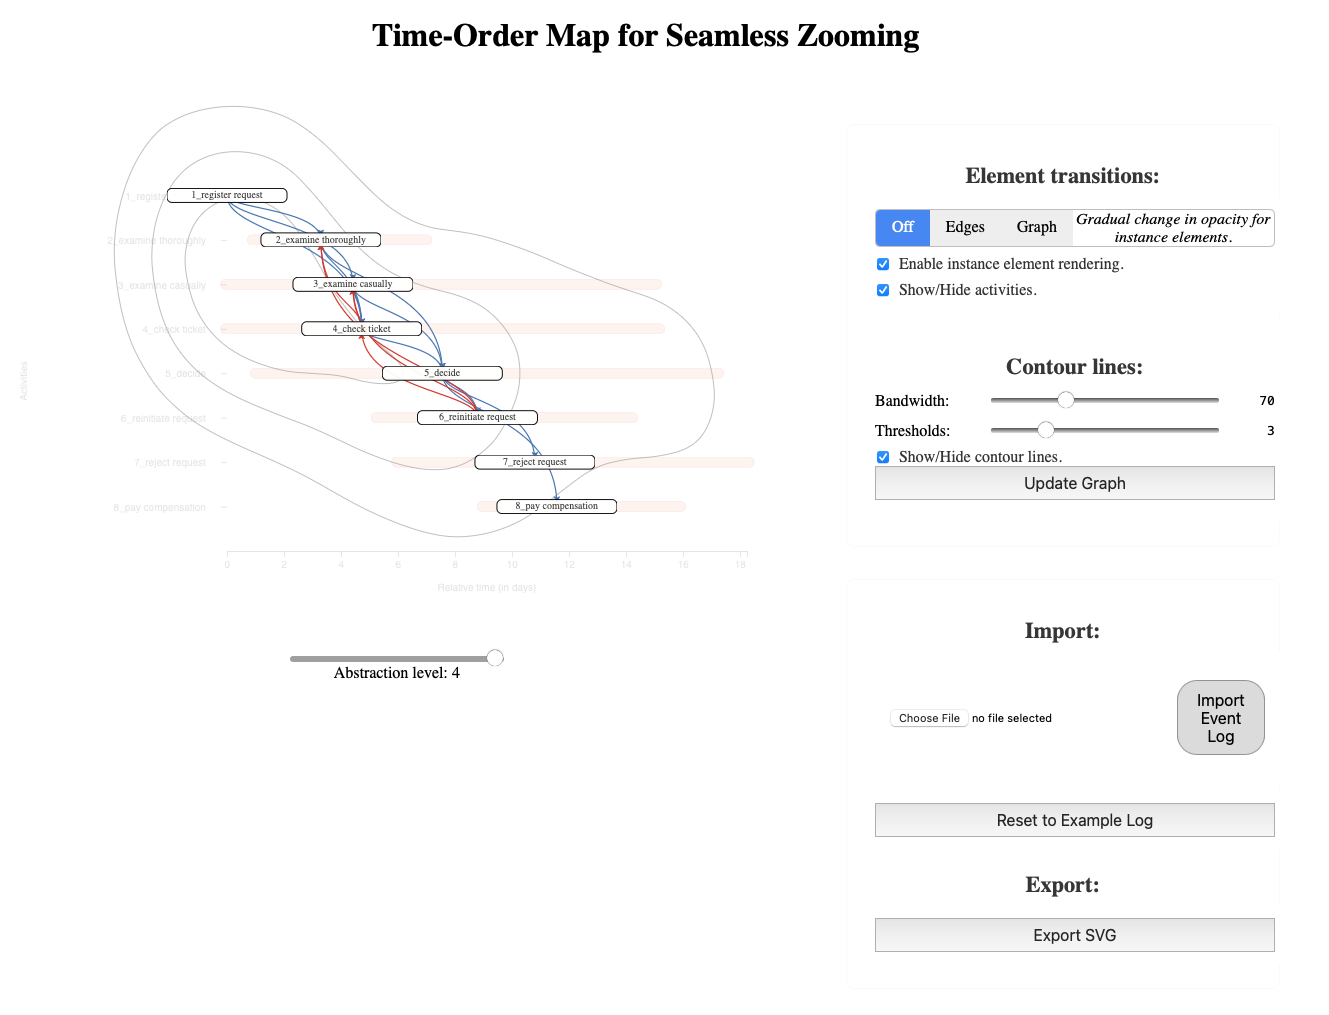 Time-Order Map for Seamless Zooming
1_register request
2_examine thoroughly
2_examine thoroughly
3_examine casually
3_examine casually
4_check ticket
4_check ticket
5_decide
5_decide
6_reinitiate request
6_reinitiate request
7_reject request
7_reject request
8_pay compensation
8_pay compensation
Activities
0 2 4 6 8 10 12 14 16 18
Relative time (in days)
Abstraction level: 4
Element transitions:
Off Edges Graph Gradual change in opacity for
instance elements.
Enable instance element rendering.
Show/Hide activities.
Contour lines:
Bandwidth: 70
Thresholds: 3
Show/Hide contour lines.
Update Graph
Import:
Choose File no file selected
Import
Event
Log
Reset to Example Log
Export:
Export SVG